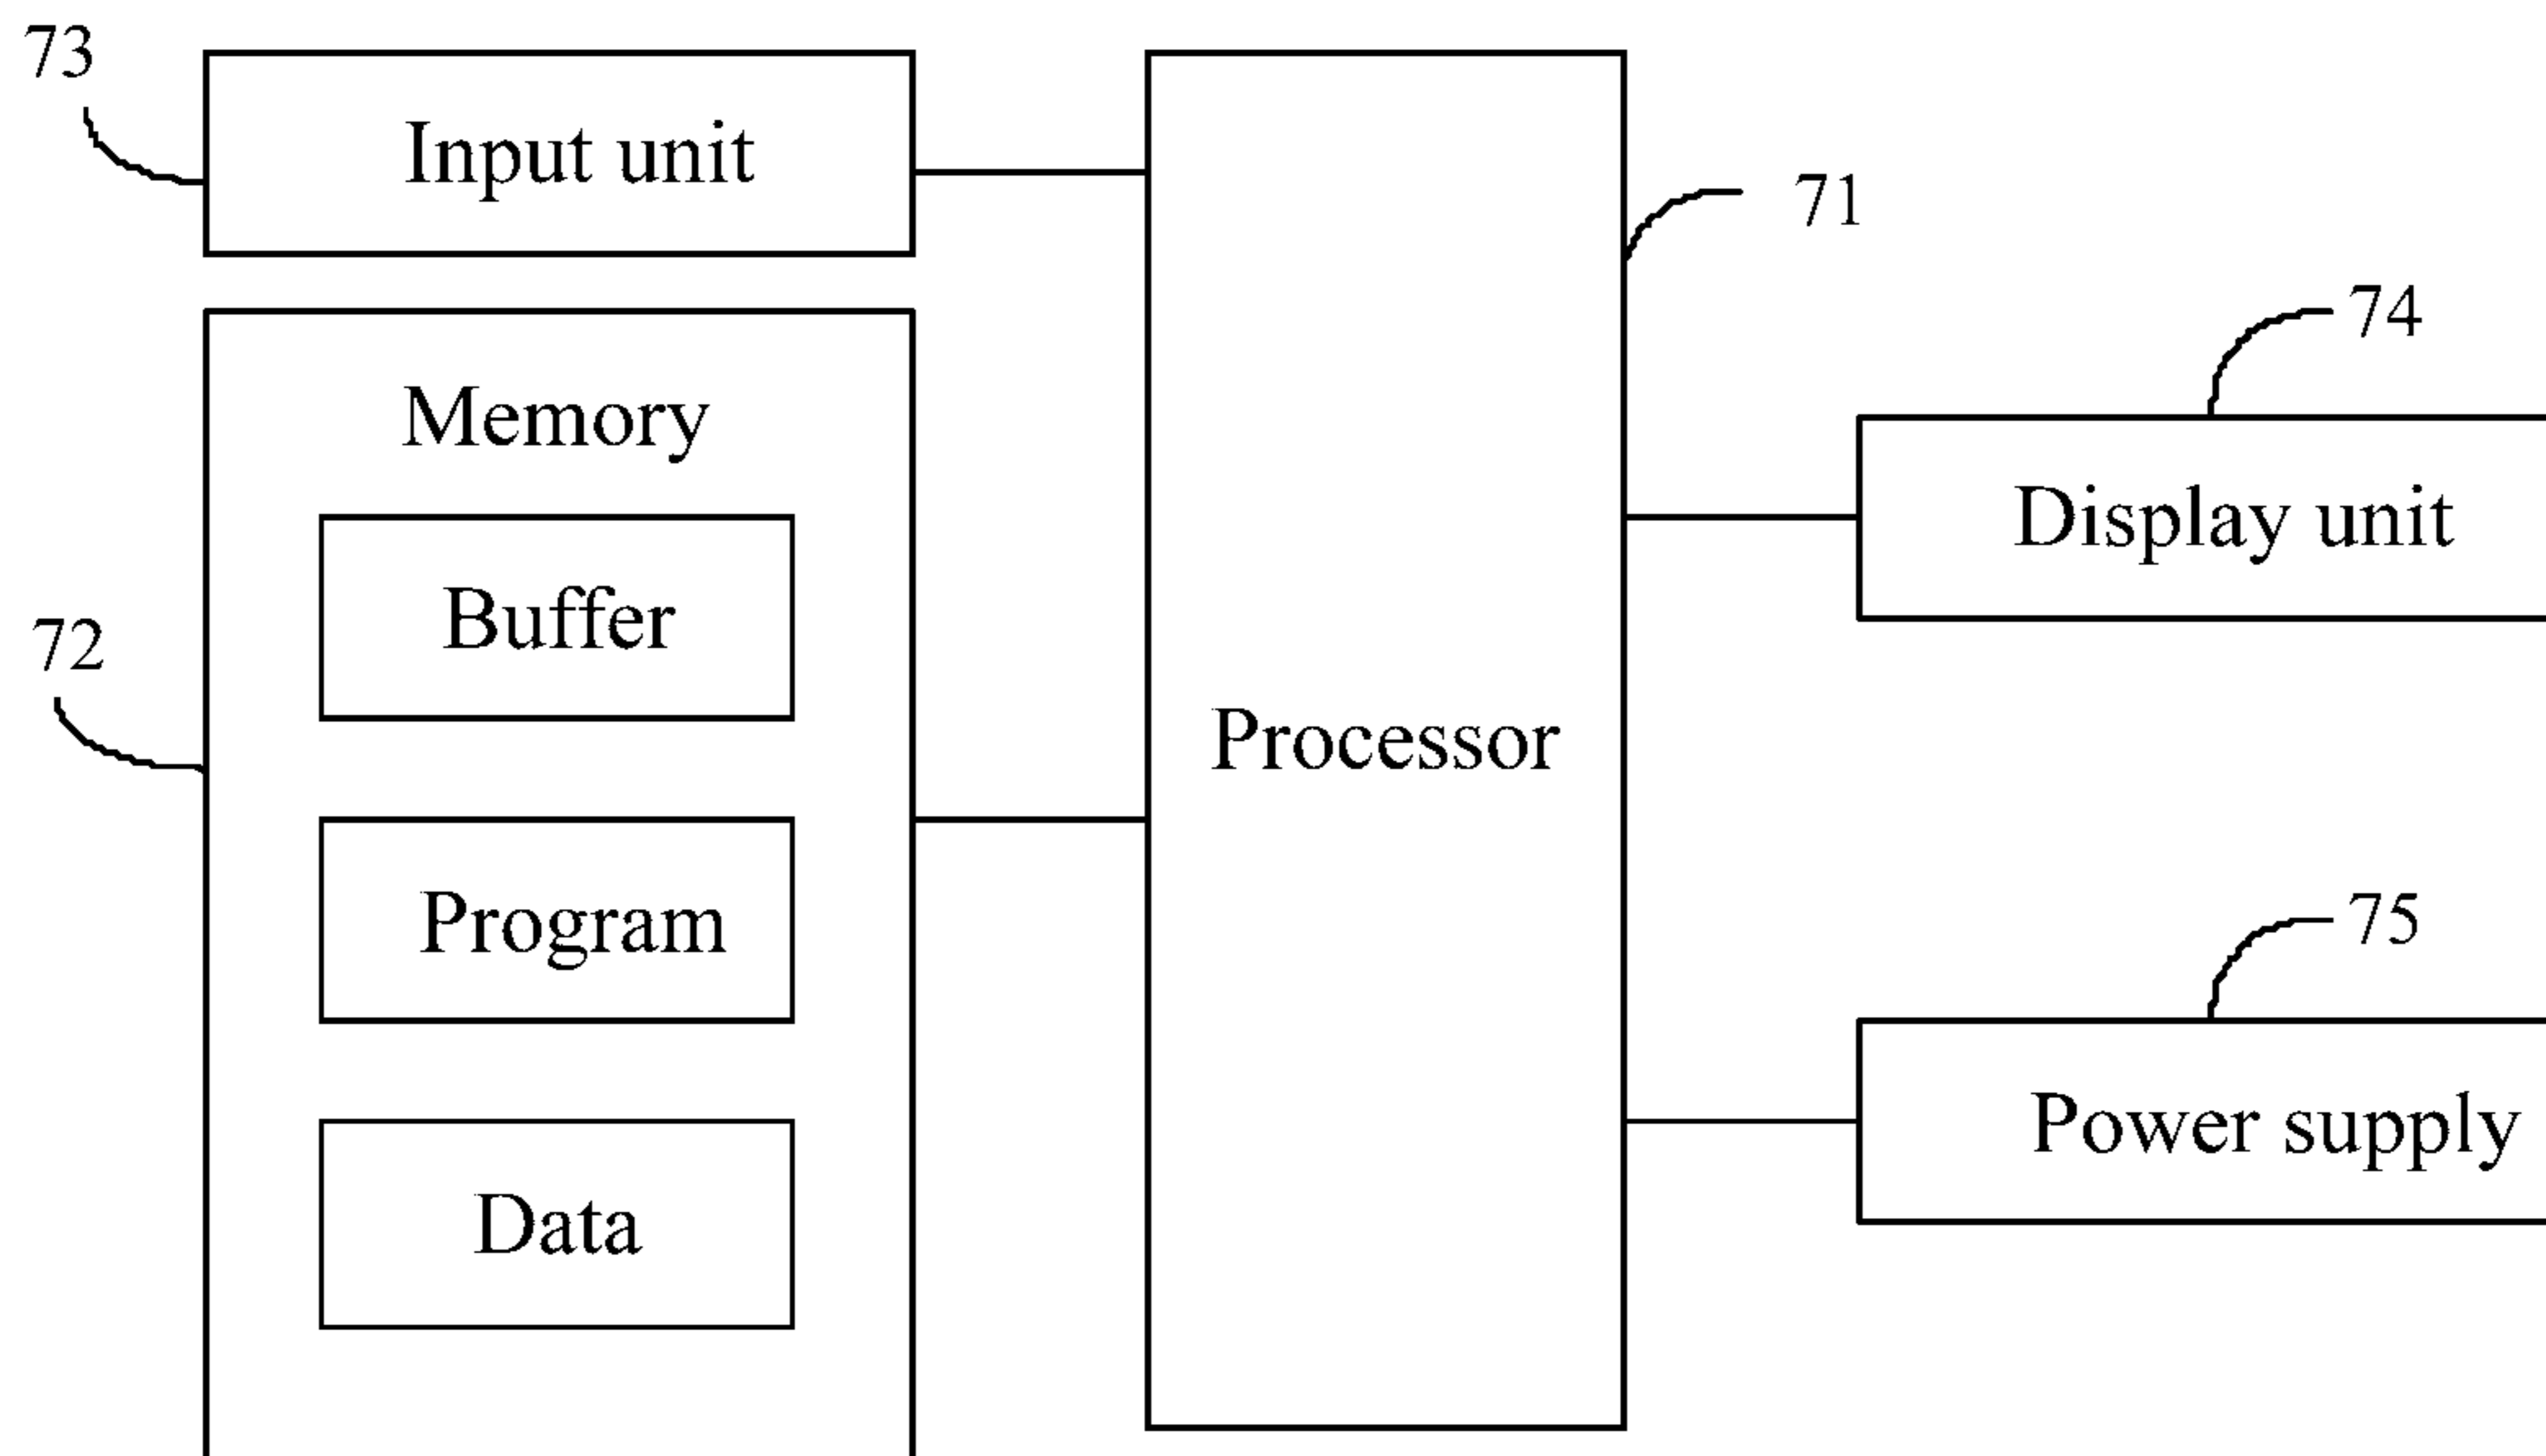 73
Input unit
71
74
Memory
Display unit
Buffer
72
Processor
Program
75
Power supply
Data